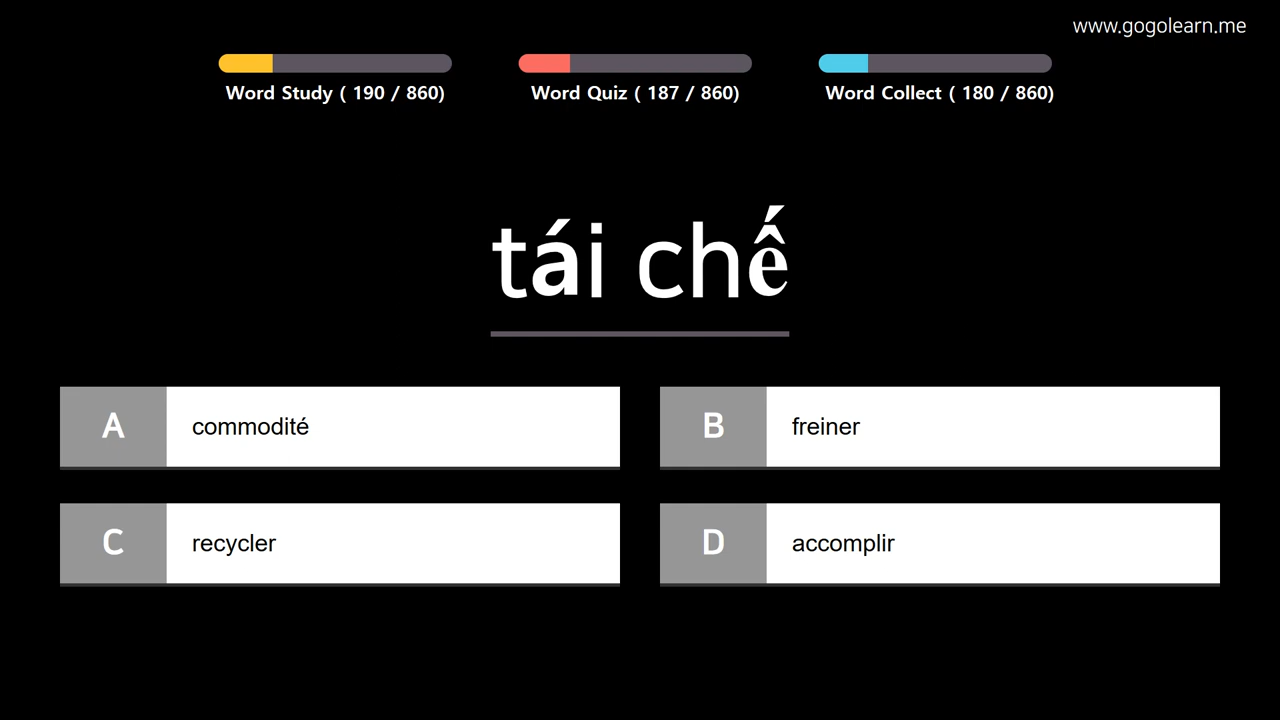 www.gogolearn.me
Word Study ( 190 / 860)
Word Quiz ( 187 / 860)
Word Collect ( 180 / 860)
tái chế
A commodité
B freiner
C recycler
D accomplir